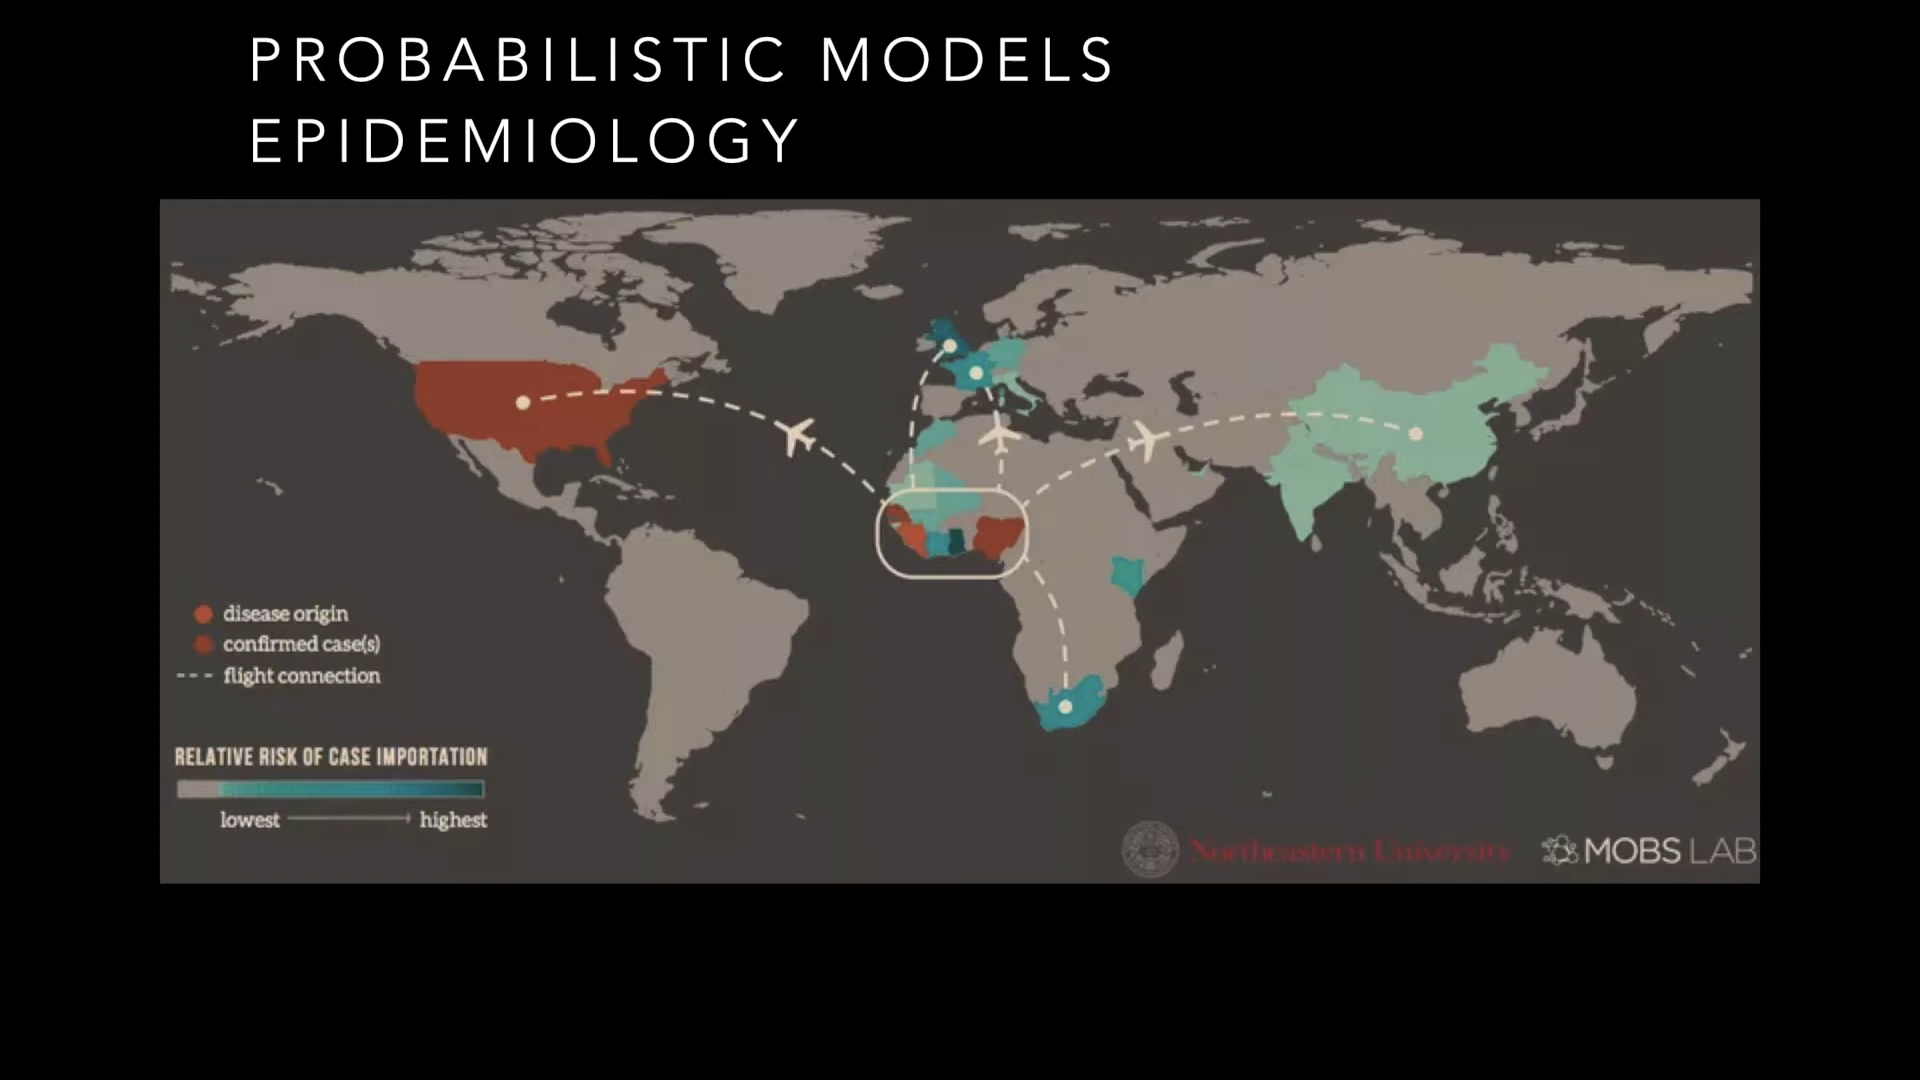 PROBABILISTIC MODELS
EPIDEMIOLOGY
disease origin
confirmed case(s)
flight connection
RELATIVE RISK OF CASE IMPORTATION
lowest highest
Northeastern University
MOBS LAB